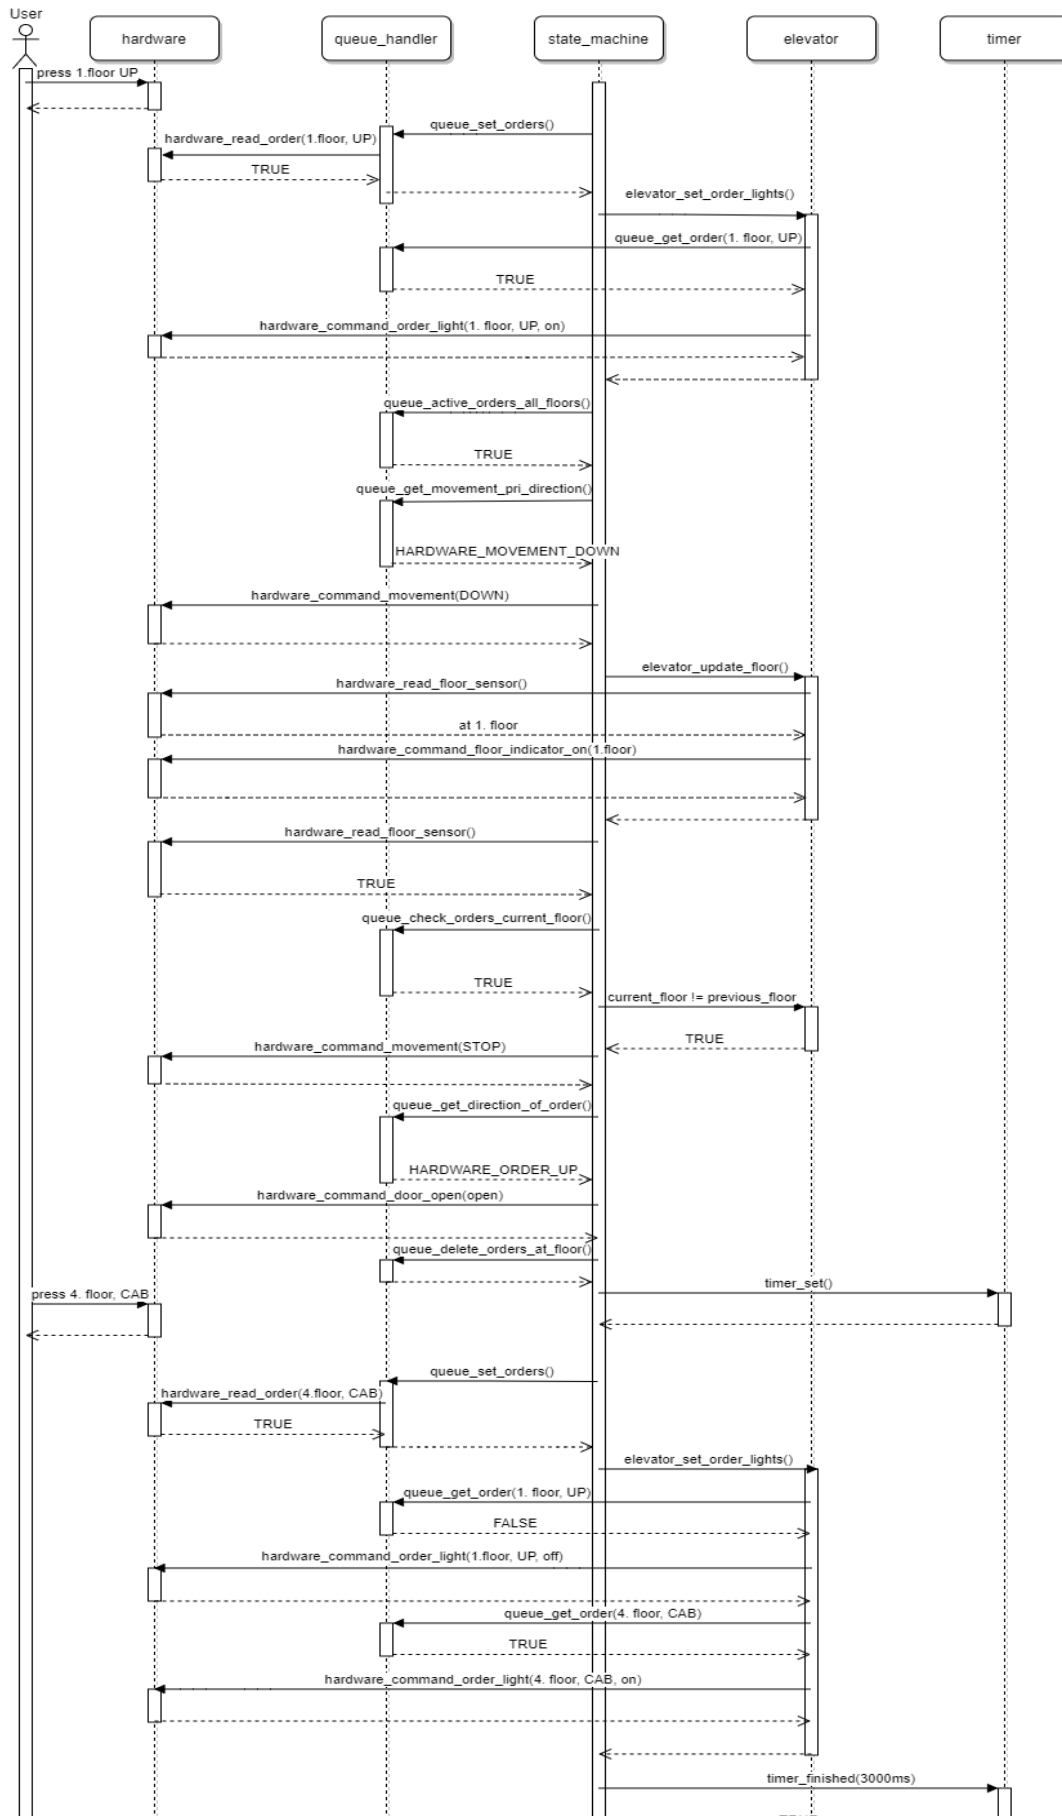 User
hardware
queue_handler
state_machine
elevator
timer
press 1.floor UP
queue_set_orders()
hardware_read_order(1.floor, UP)
TRUE
elevator_set_order_lights()
queue_get_order(1. floor, UP)
TRUE
hardware_command_order_light(1. floor, UP, on)
queue_active_orders_all_floors()
TRUE
queue_get_movement_pri_direction()
HARDWARE_MOVEMENT_DOWN
hardware_command_movement(DOWN)
elevator_update_floor()
hardware_read_floor_sensor()
at 1. floor
hardware_command_floor_indicator_on(1.floor)
hardware_read_floor_sensor()
TRUE
queue_check_orders_current_floor()
TRUE
current_floor != previous_floor
TRUE
hardware_command_movement(STOP)
queue_get_direction_of_order()
HARDWARE_ORDER_UP
hardware_command_door_open(open)
queue_delete_orders_at_floor()
timer_set()
press 4. floor, CAB
queue_set_orders()
hardware_read_order(4.floor, CAB)
TRUE
elevator_set_order_lights()
queue_get_order(1. floor, UP)
FALSE
hardware_command_order_light(1.floor, UP, off)
queue_get_order(4. floor, CAB)
TRUE
hardware_command_order_light(4. floor, CAB, on)
timer_finished(3000ms)